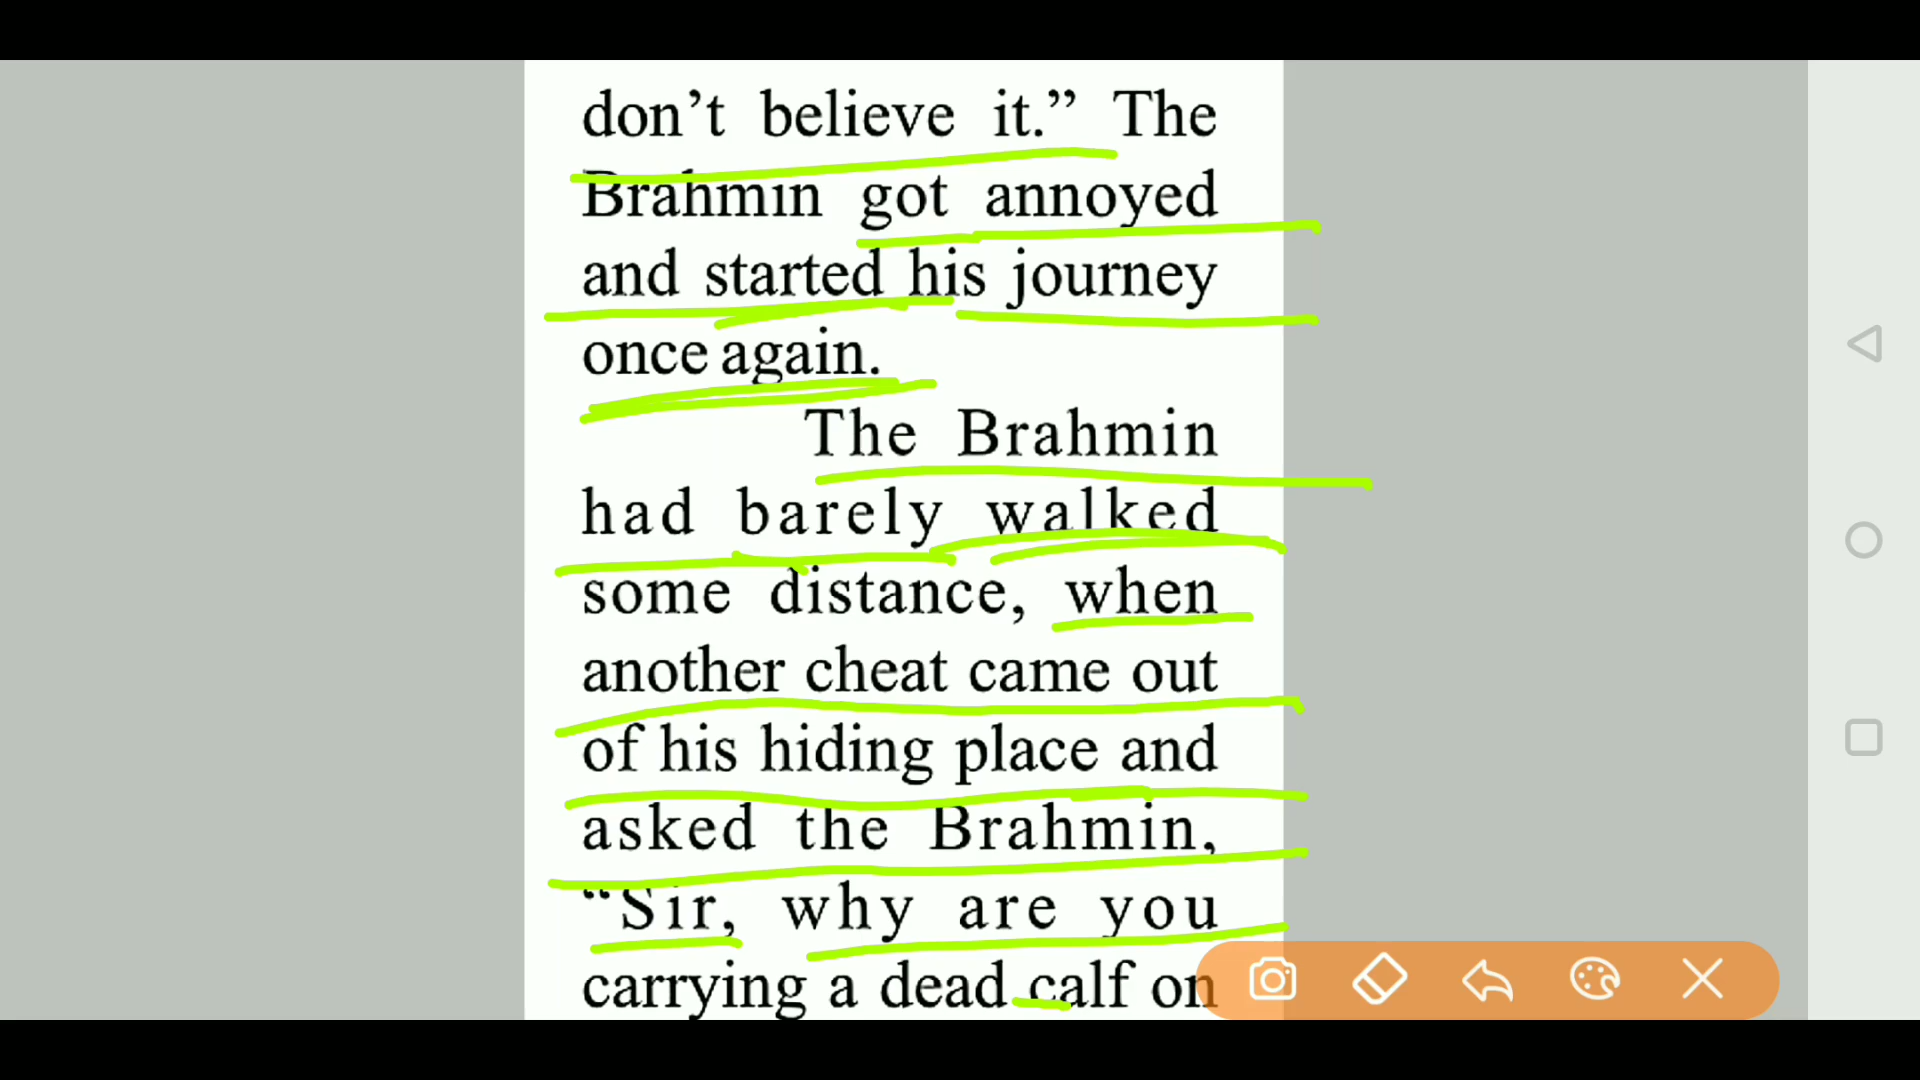 don’t believe it.” The
Brahmin got annoyed
and started his journey
once again.
The Brahmin
had barely walked
some distance, when
another cheat came out
of his hiding place and
asked the Brahmin,
“Sir, why are you
carrying a dead calf on